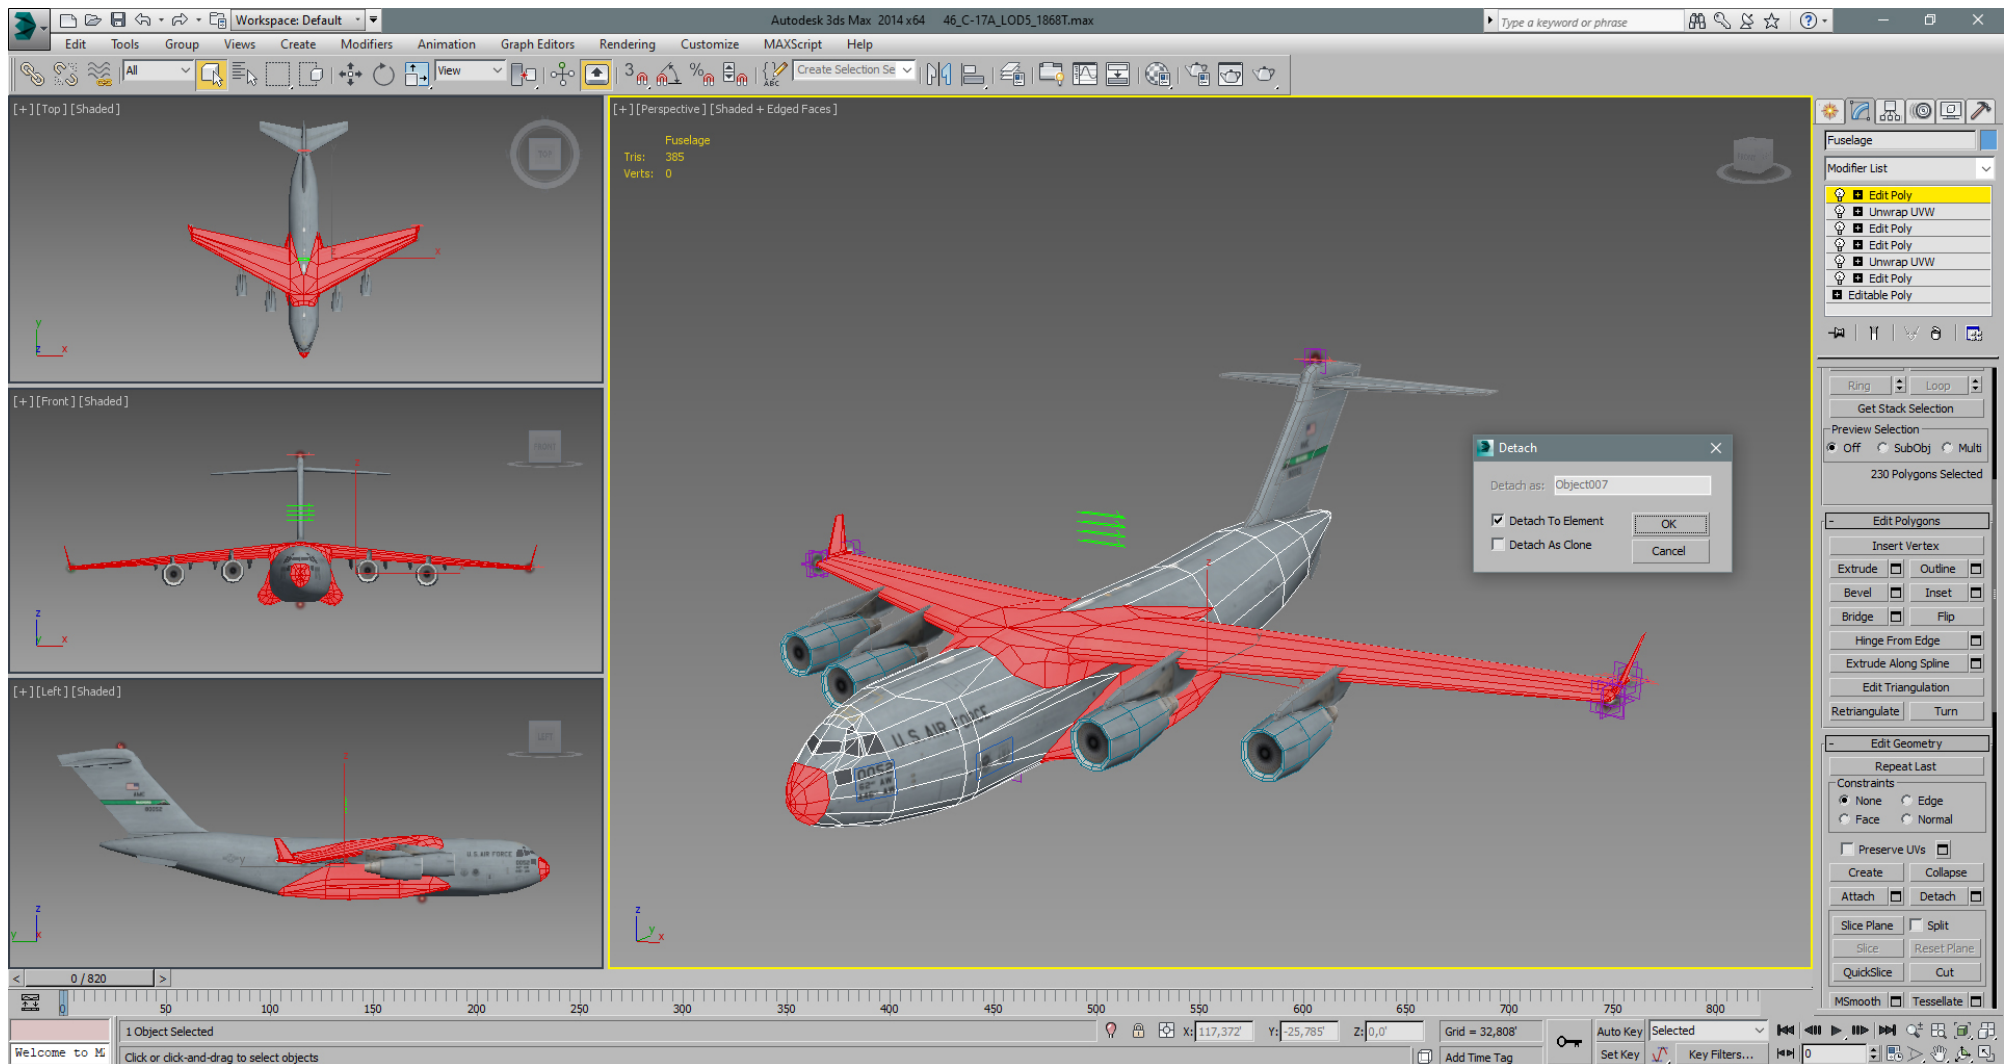 Workspace: Default
Autodesk 3ds Max 2014 x64 46_C-17A_LOD5_1868T.max
Type a keyword or phrase
Edit Tools Group Views Create Modifiers Animation Graph Editors Rendering Customize MAXScript Help
All
View
3
%
ABC
Create Selection Se
[+][Top][Shaded]
TOP
y
z x
[+][Front][Shaded]
FRONT
z
x
[+][Left][Shaded]
LEFT
z
y
[+][Perspective][Shaded + Edged Faces]
Fuselage
Tris: 385
Verts: 0
U.S. AIR FORCE
0052
z
y
x
Detach
Detach as: Object007
Detach To Element
Detach As Clone
OK
Cancel
Fuselage
Modifier List
Edit Poly
Unwrap UVW
Edit Poly
Edit Poly
Unwrap UVW
Edit Poly
Editable Poly
Ring Loop
Get Stack Selection
Preview Selection
Off SubObj Multi
230 Polygons Selected
- Edit Polygons
Insert Vertex
Extrude Outline
Bevel Inset
Bridge Flip
Hinge From Edge
Extrude Along Spline
Edit Triangulation
Retriangulate Turn
- Edit Geometry
Repeat Last
Constraints
None Edge
Face Normal
Preserve UVs
Create Collapse
Attach Detach
Slice Plane Split
Slice Reset Plane
QuickSlice Cut
MSmooth Tessellate
< 0 / 820 >
0 50 100 150 200 250 300 350 400 450 500 550 600 650 700 750 800
1 Object Selected
X: 117,372' Y: -25,785' Z: 0,0' Grid = 32,808'
Auto Key Selected
Welcome to M
Click or click-and-drag to select objects
Add Time Tag
Set Key Key Filters...
0